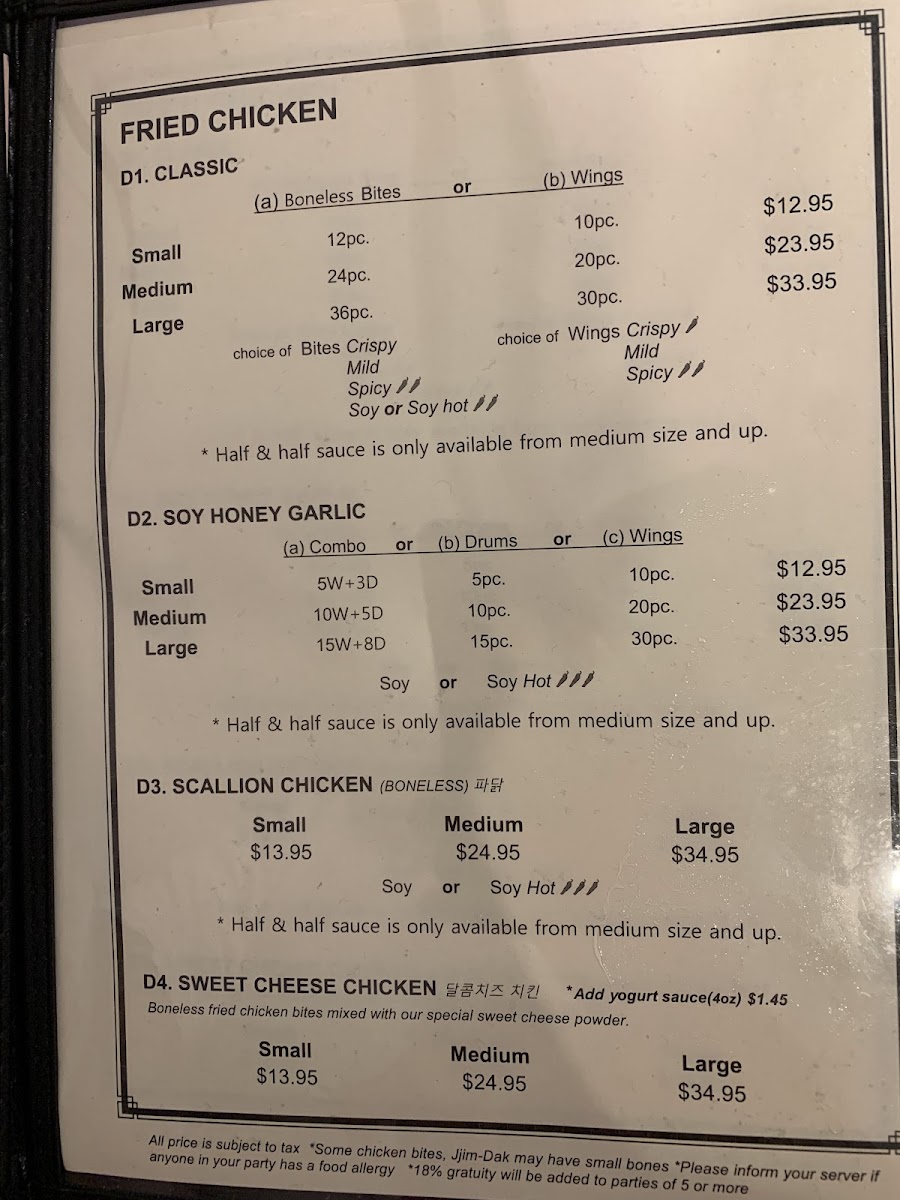 FRIED CHICKEN
D1. CLASSIC
(a) Boneless Bites or (b) Wings
Small 12pc. 10pc. $12.95
Medium 24pc. 20pc. $23.95
Large 36pc. 30pc. $33.95
choice of Bites Crispy choice of Wings Crispy
Mild Mild
Spicy Spicy
Soy or Soy hot
* Half & half sauce is only available from medium size and up.
D2. SOY HONEY GARLIC
(a) Combo or (b) Drums or (c) Wings
Small 5W+3D 5pc. 10pc. $12.95
Medium 10W+5D 10pc. 20pc. $23.95
Large 15W+8D 15pc. 30pc. $33.95
Soy or Soy Hot
* Half & half sauce is only available from medium size and up.
D3. SCALLION CHICKEN (BONELESS) 파닭
Small Medium Large
$13.95 $24.95 $34.95
Soy or Soy Hot
* Half & half sauce is only available from medium size and up.
D4. SWEET CHEESE CHICKEN 달콤치즈 치킨 *Add yogurt sauce(4oz) $1.45
Boneless fried chicken bites mixed with our special sweet cheese powder.
Small Medium Large
$13.95 $24.95 $34.95
All price is subject to tax *Some chicken bites, Jjim-Dak may have small bones *Please inform your server if
anyone in your party has a food allergy *18% gratuity will be added to parties of 5 or more